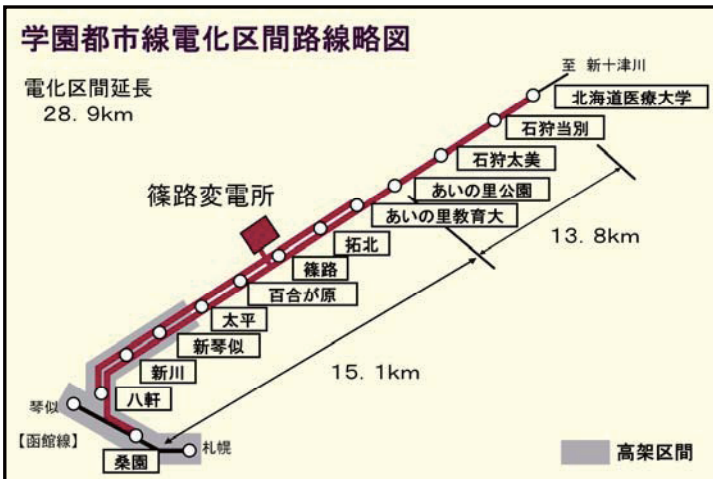 学園都市線電化区間路線略図
電化区間延長
28.9km
至 新十津川
北海道医療大学
石狩当別
石狩太美
あいの里公園
あいの里教育大
拓北
篠路
百合が原
太平
新琴似
新川
八軒
桑園
篠路変電所
13.8km
15.1km
琴似
【函館線】
札幌
高架区間